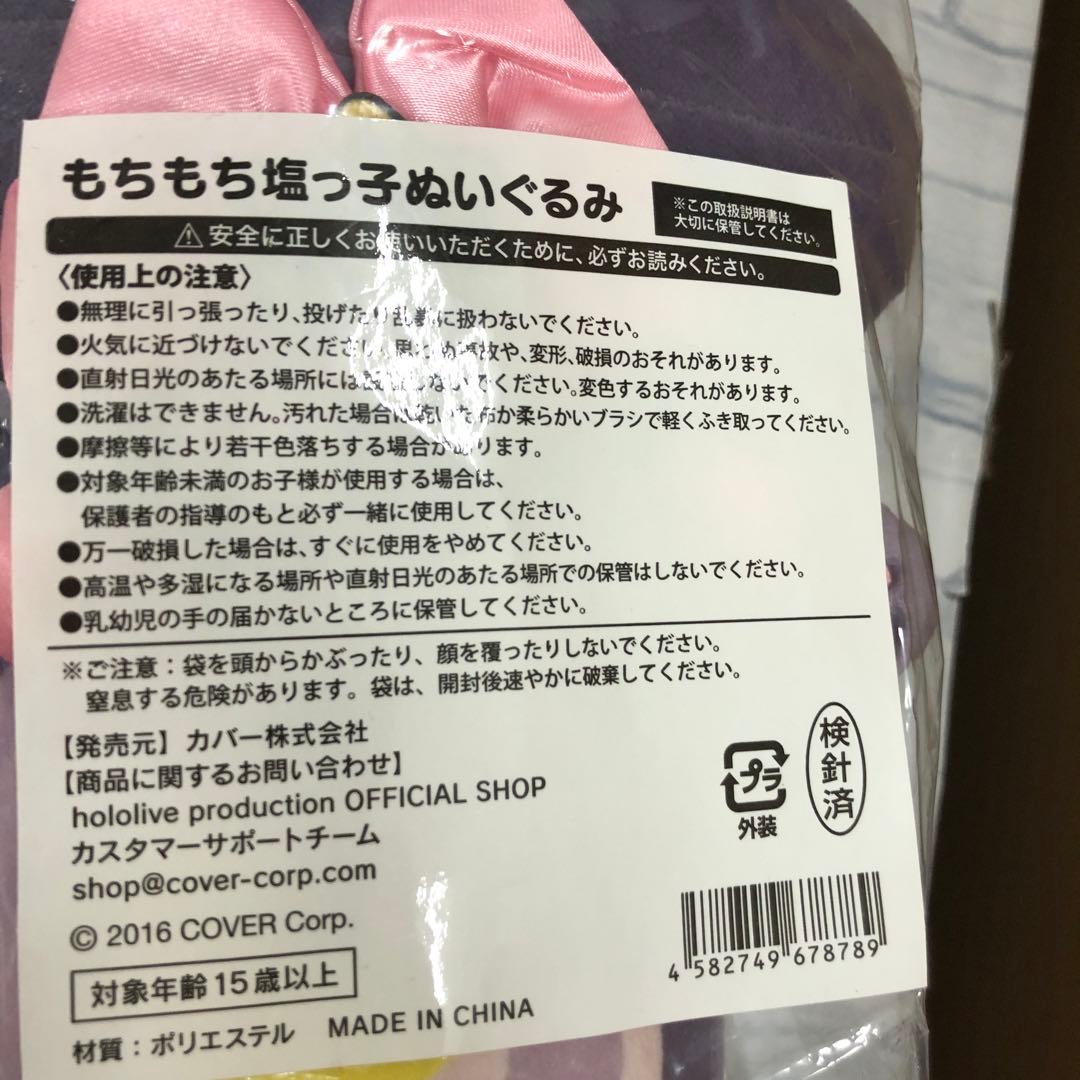 もちもち塩っ子ぬいぐるみ
※この取扱説明書は
大切に保管してください。
⚠安全に正しくお使いいただくために、必ずお読みください。
〈使用上の注意〉
●無理に引っ張ったり、投げたり乱暴に扱わないでください。
●火気に近づけないでください。思わぬ事故や、変形、破損のおそれがあります。
●直射日光のあたる場所には設置しないでください。変色するおそれがあります。
●洗濯はできません。汚れた場合は乾いた布か柔らかいブラシで軽くふき取ってください。
●摩擦等により若干色落ちする場合があります。
●対象年齢未満のお子様が使用する場合は、
保護者の指導のもと必ず一緒に使用してください。
●万一破損した場合は、すぐに使用をやめてください。
●高温や多湿になる場所や直射日光のあたる場所での保管はしないでください。
●乳幼児の手の届かないところに保管してください。
※ご注意：袋を頭からかぶったり、顔を覆ったりしないでください。
窒息する危険があります。袋は、開封後速やかに破棄してください。
【発売元】カバー株式会社
【商品に関するお問い合わせ】
hololive production OFFICIAL SHOP
カスタマーサポートチーム
shop@cover-corp.com
© 2016 COVER Corp.
対象年齢15歳以上
材質：ポリエステル MADE IN CHINA
プラ
外装
検針済
4 582749 678789